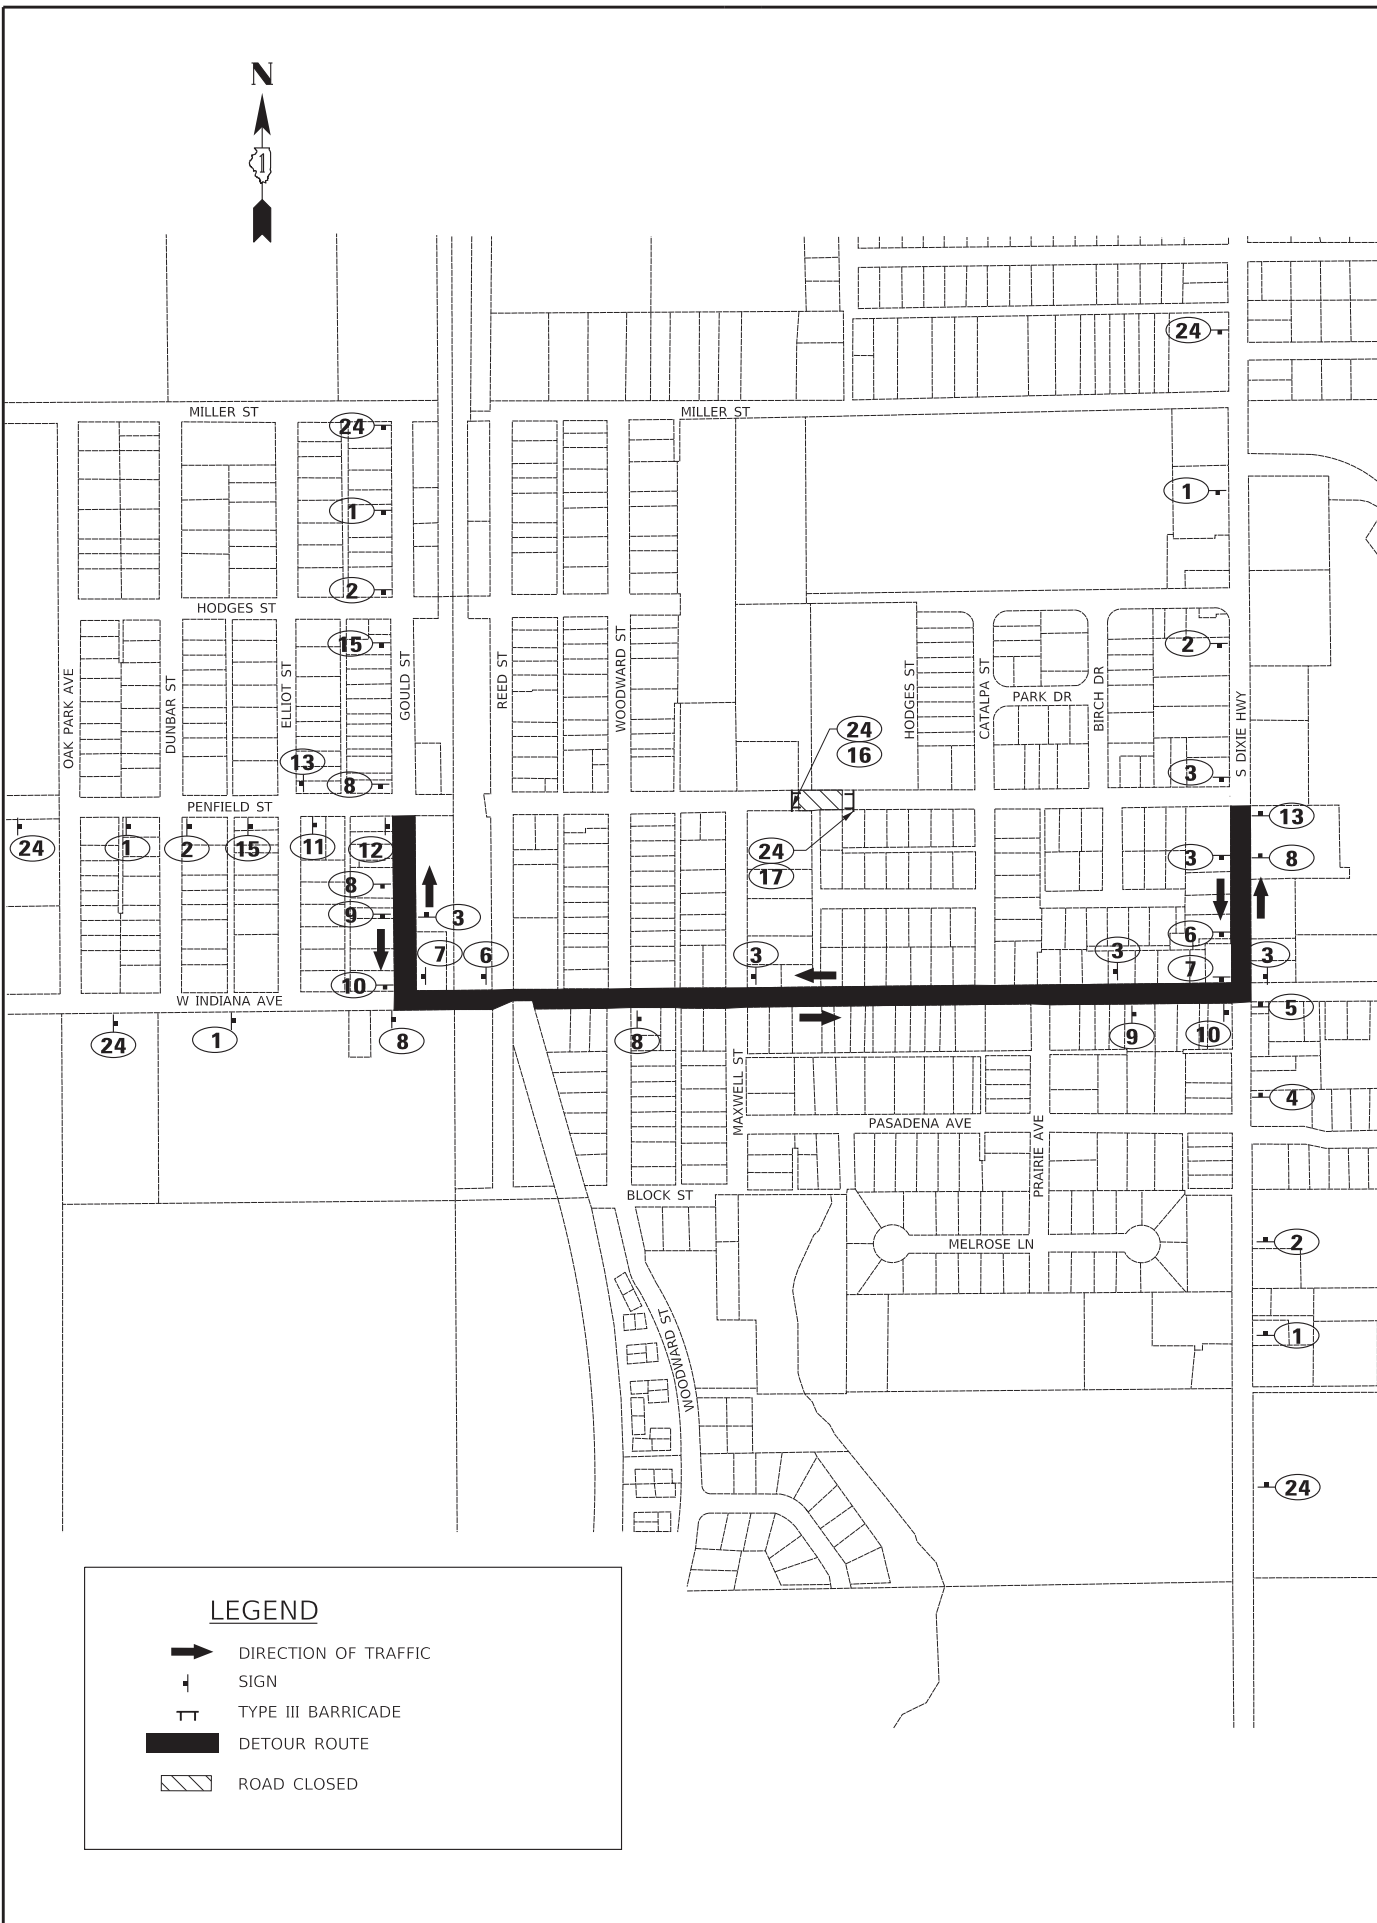 N
1
24
MILLER ST
MILLER ST
24
1
1
2
HODGES ST
15
2
OAK PARK AVE
DUNBAR ST
ELLIOT ST
GOULD ST
REED ST
WOODWARD ST
HODGES ST
CATALPA ST
PARK DR
BIRCH DR
S DIXIE HWY
24
16
13
8
3
PENFIELD ST
24
1
2
15
11
12
24
17
13
3
8
8
9
3
6
7
6
3
3
7
3
10
W INDIANA AVE
5
24
1
8
8
9
10
MAXWELL ST
4
PASADENA AVE
PRAIRIE AVE
BLOCK ST
MELROSE LN
2
WOODWARD ST
1
24
LEGEND
DIRECTION OF TRAFFIC
SIGN
TYPE III BARRICADE
DETOUR ROUTE
ROAD CLOSED